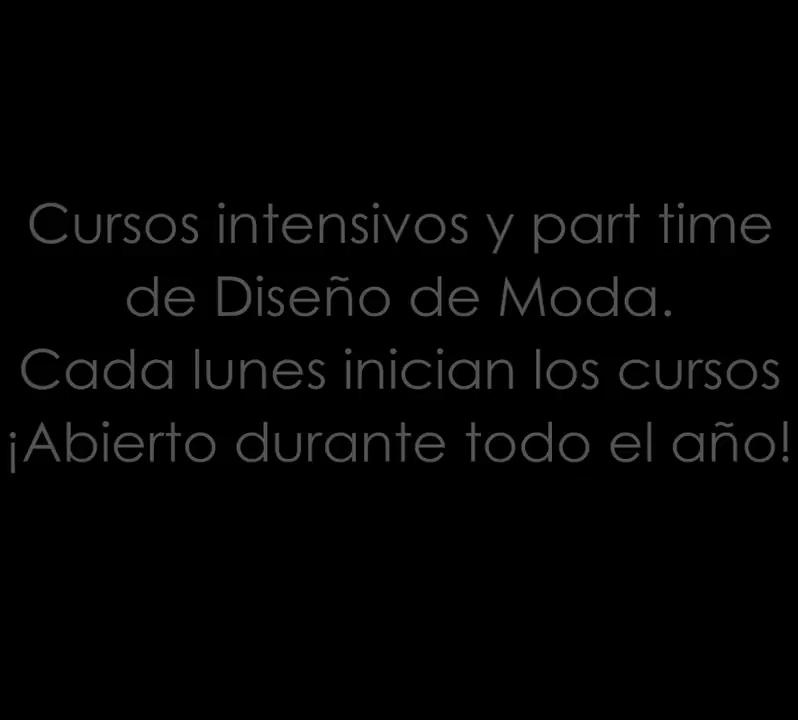 Cursos intensivos y part time
de Diseño de Moda.
Cada lunes inician los cursos
¡Abierto durante todo el año!